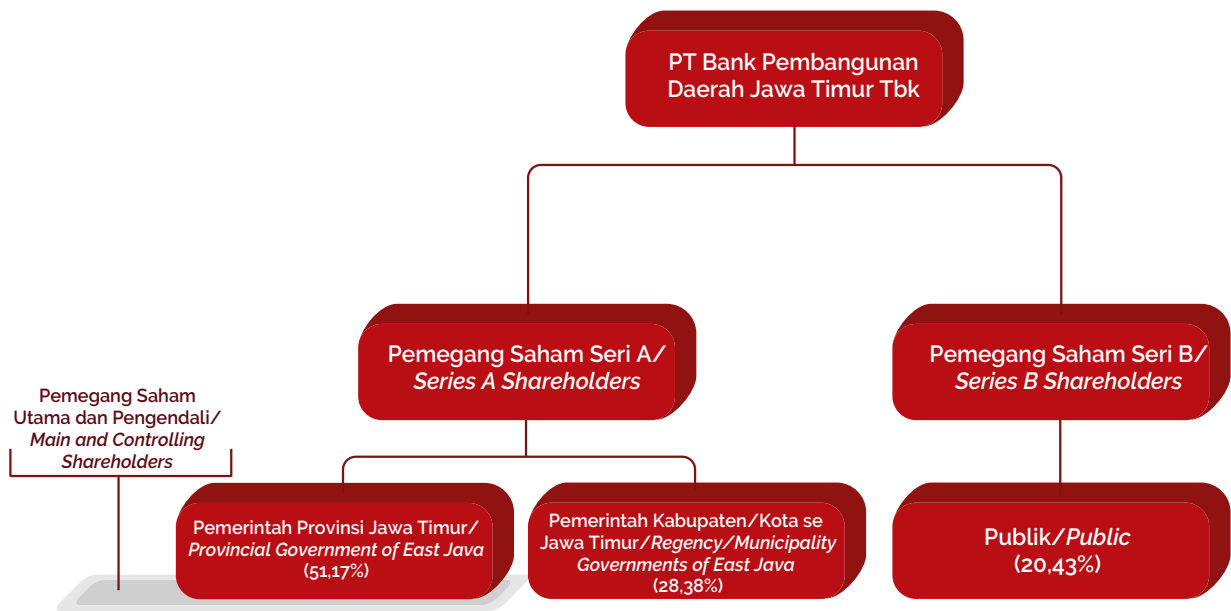 PT Bank Pembangunan
Daerah Jawa Timur Tbk
Pemegang Saham Seri A/
Series A Shareholders
Pemegang Saham Seri B/
Series B Shareholders
Pemegang Saham
Utama dan Pengendali/
Main and Controlling
Shareholders
Pemerintah Provinsi Jawa Timur/
Provincial Government of East Java
(51,17%)
Pemerintah Kabupaten/Kota se
Jawa Timur/Regency/Municipality
Governments of East Java
(28,38%)
Publik/Public
(20,43%)